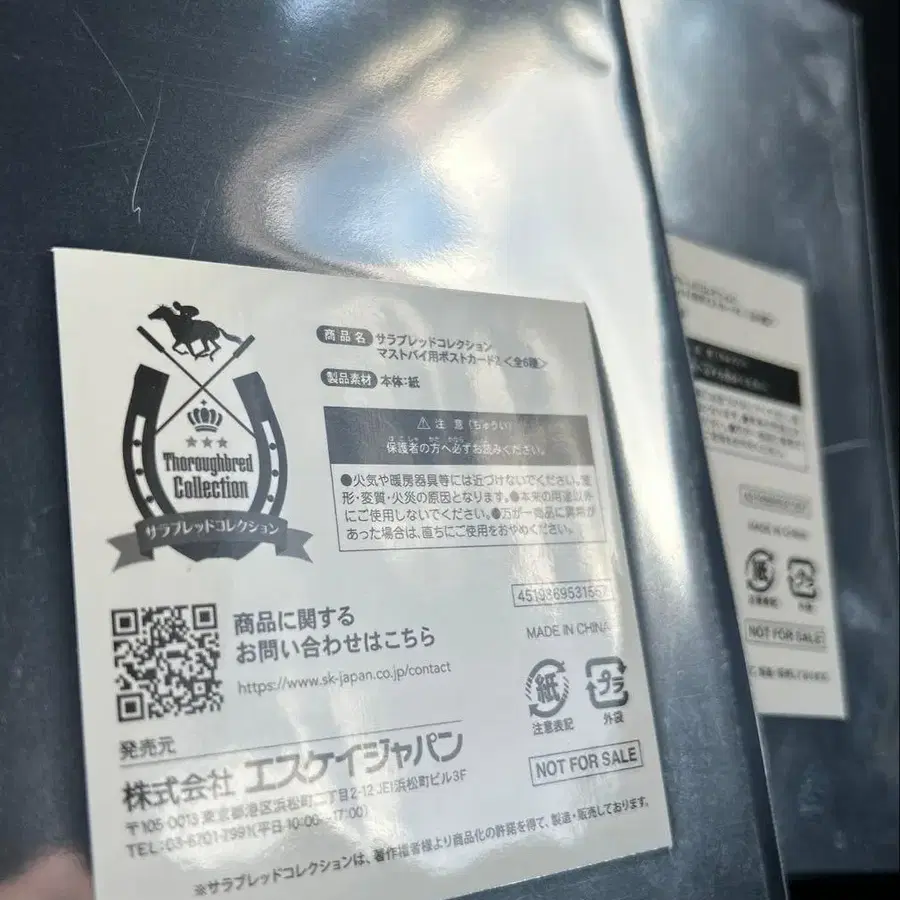 Thoroughbred
Collection
サラブレッドコレクション
商品名 サラブレッドコレクション
マストバイ用ポストカード2<全6種>
製品素材 本体:紙
⚠注意(ちゅうい)
保護者の方へ必ずお読みください。
●火気や暖房器具等には近づけないでください。変
形・変質・火災の原因となります。●本来の用途以外
にご使用しないでください。●万が一商品に異常が
あった場合は、直ちにご使用をおやめください。
商品に関する
お問い合わせはこちら
https://www.sk-japan.co.jp/contact
MADE IN CHINA
紙
注意表記
プラ
外袋
NOT FOR SALE
発売元
株式会社 エスケイジャパン
〒105-0013 東京都港区浜松町二丁目2-12 JEI浜松町ビル3F
TEL:03-6701-7991(平日 10:00~17:00)
※サラブレッドコレクションは、著作権者様より商品化の許諾を得て、製造・販売しております。
MADE IN CHINA
紙
注意表記
プラ
外袋
NOT FOR SALE